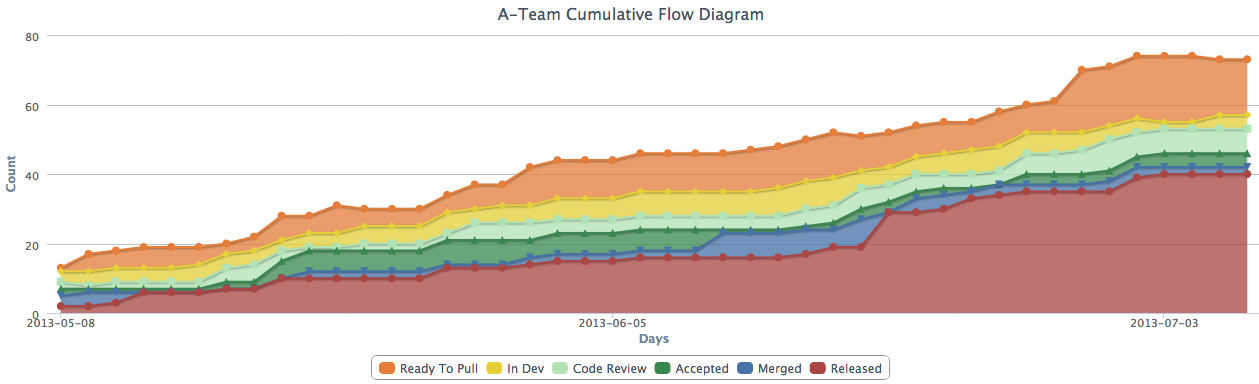 A-Team Cumulative Flow Diagram
80
60
40
20
0
Count
2013-05-08
2013-06-05
2013-07-03
Days
Ready To Pull In Dev Code Review Accepted Merged Released